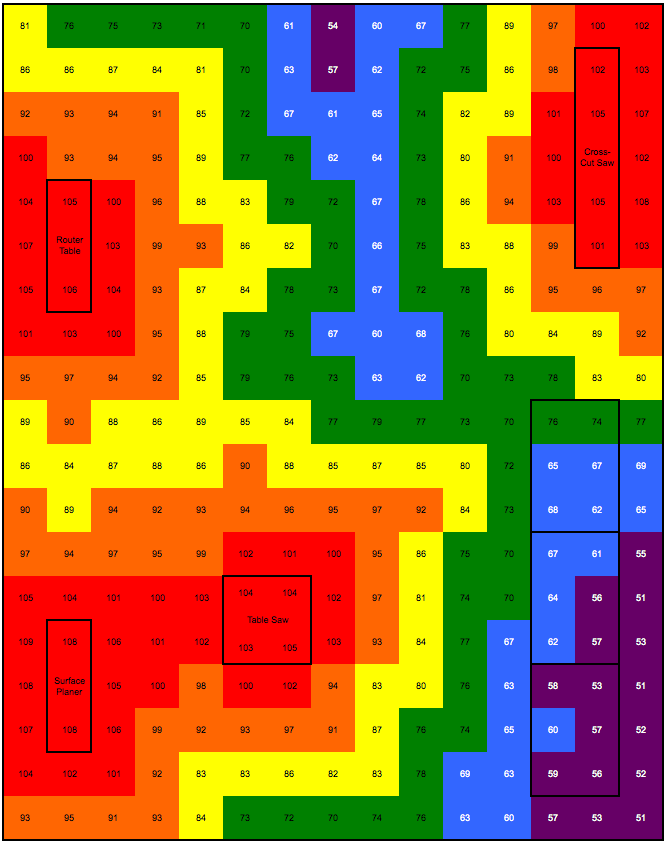 81 76 75 73 71 70 61 54 60 67 77 89 97 100 102
86 86 87 84 81 70 63 57 62 72 75 86 98 102 103
92 93 94 91 85 72 67 61 65 74 82 89 101 105 107
100 93 94 95 89 77 76 62 64 73 80 91 100 Cross-Cut Saw 102
104 105 100 96 88 83 79 72 67 78 86 94 103 105 108
107 Router Table 103 99 93 86 82 70 66 75 83 88 99 101 103
105 106 104 93 87 84 78 73 67 72 78 86 95 96 97
101 103 100 95 88 79 75 67 60 68 76 80 84 89 92
95 97 94 92 85 79 76 73 63 62 70 73 78 83 80
89 90 88 86 89 85 84 77 79 77 73 70 76 74 77
86 84 87 88 86 90 88 85 87 85 80 72 65 67 69
90 89 94 92 93 94 96 95 97 92 84 73 68 62 65
97 94 97 95 99 102 101 100 95 86 75 70 67 61 55
105 104 101 100 103 104 104 102 97 81 74 70 64 56 51
Table Saw
109 108 106 101 102 103 105 103 93 84 77 67 62 57 53
108 Surface Planer 105 100 98 100 102 94 83 80 76 63 58 53 51
107 108 106 99 92 93 97 91 87 76 74 65 60 57 52
104 102 101 92 83 83 86 82 83 78 69 63 59 56 52
93 95 91 93 84 73 72 70 74 76 63 60 57 53 51